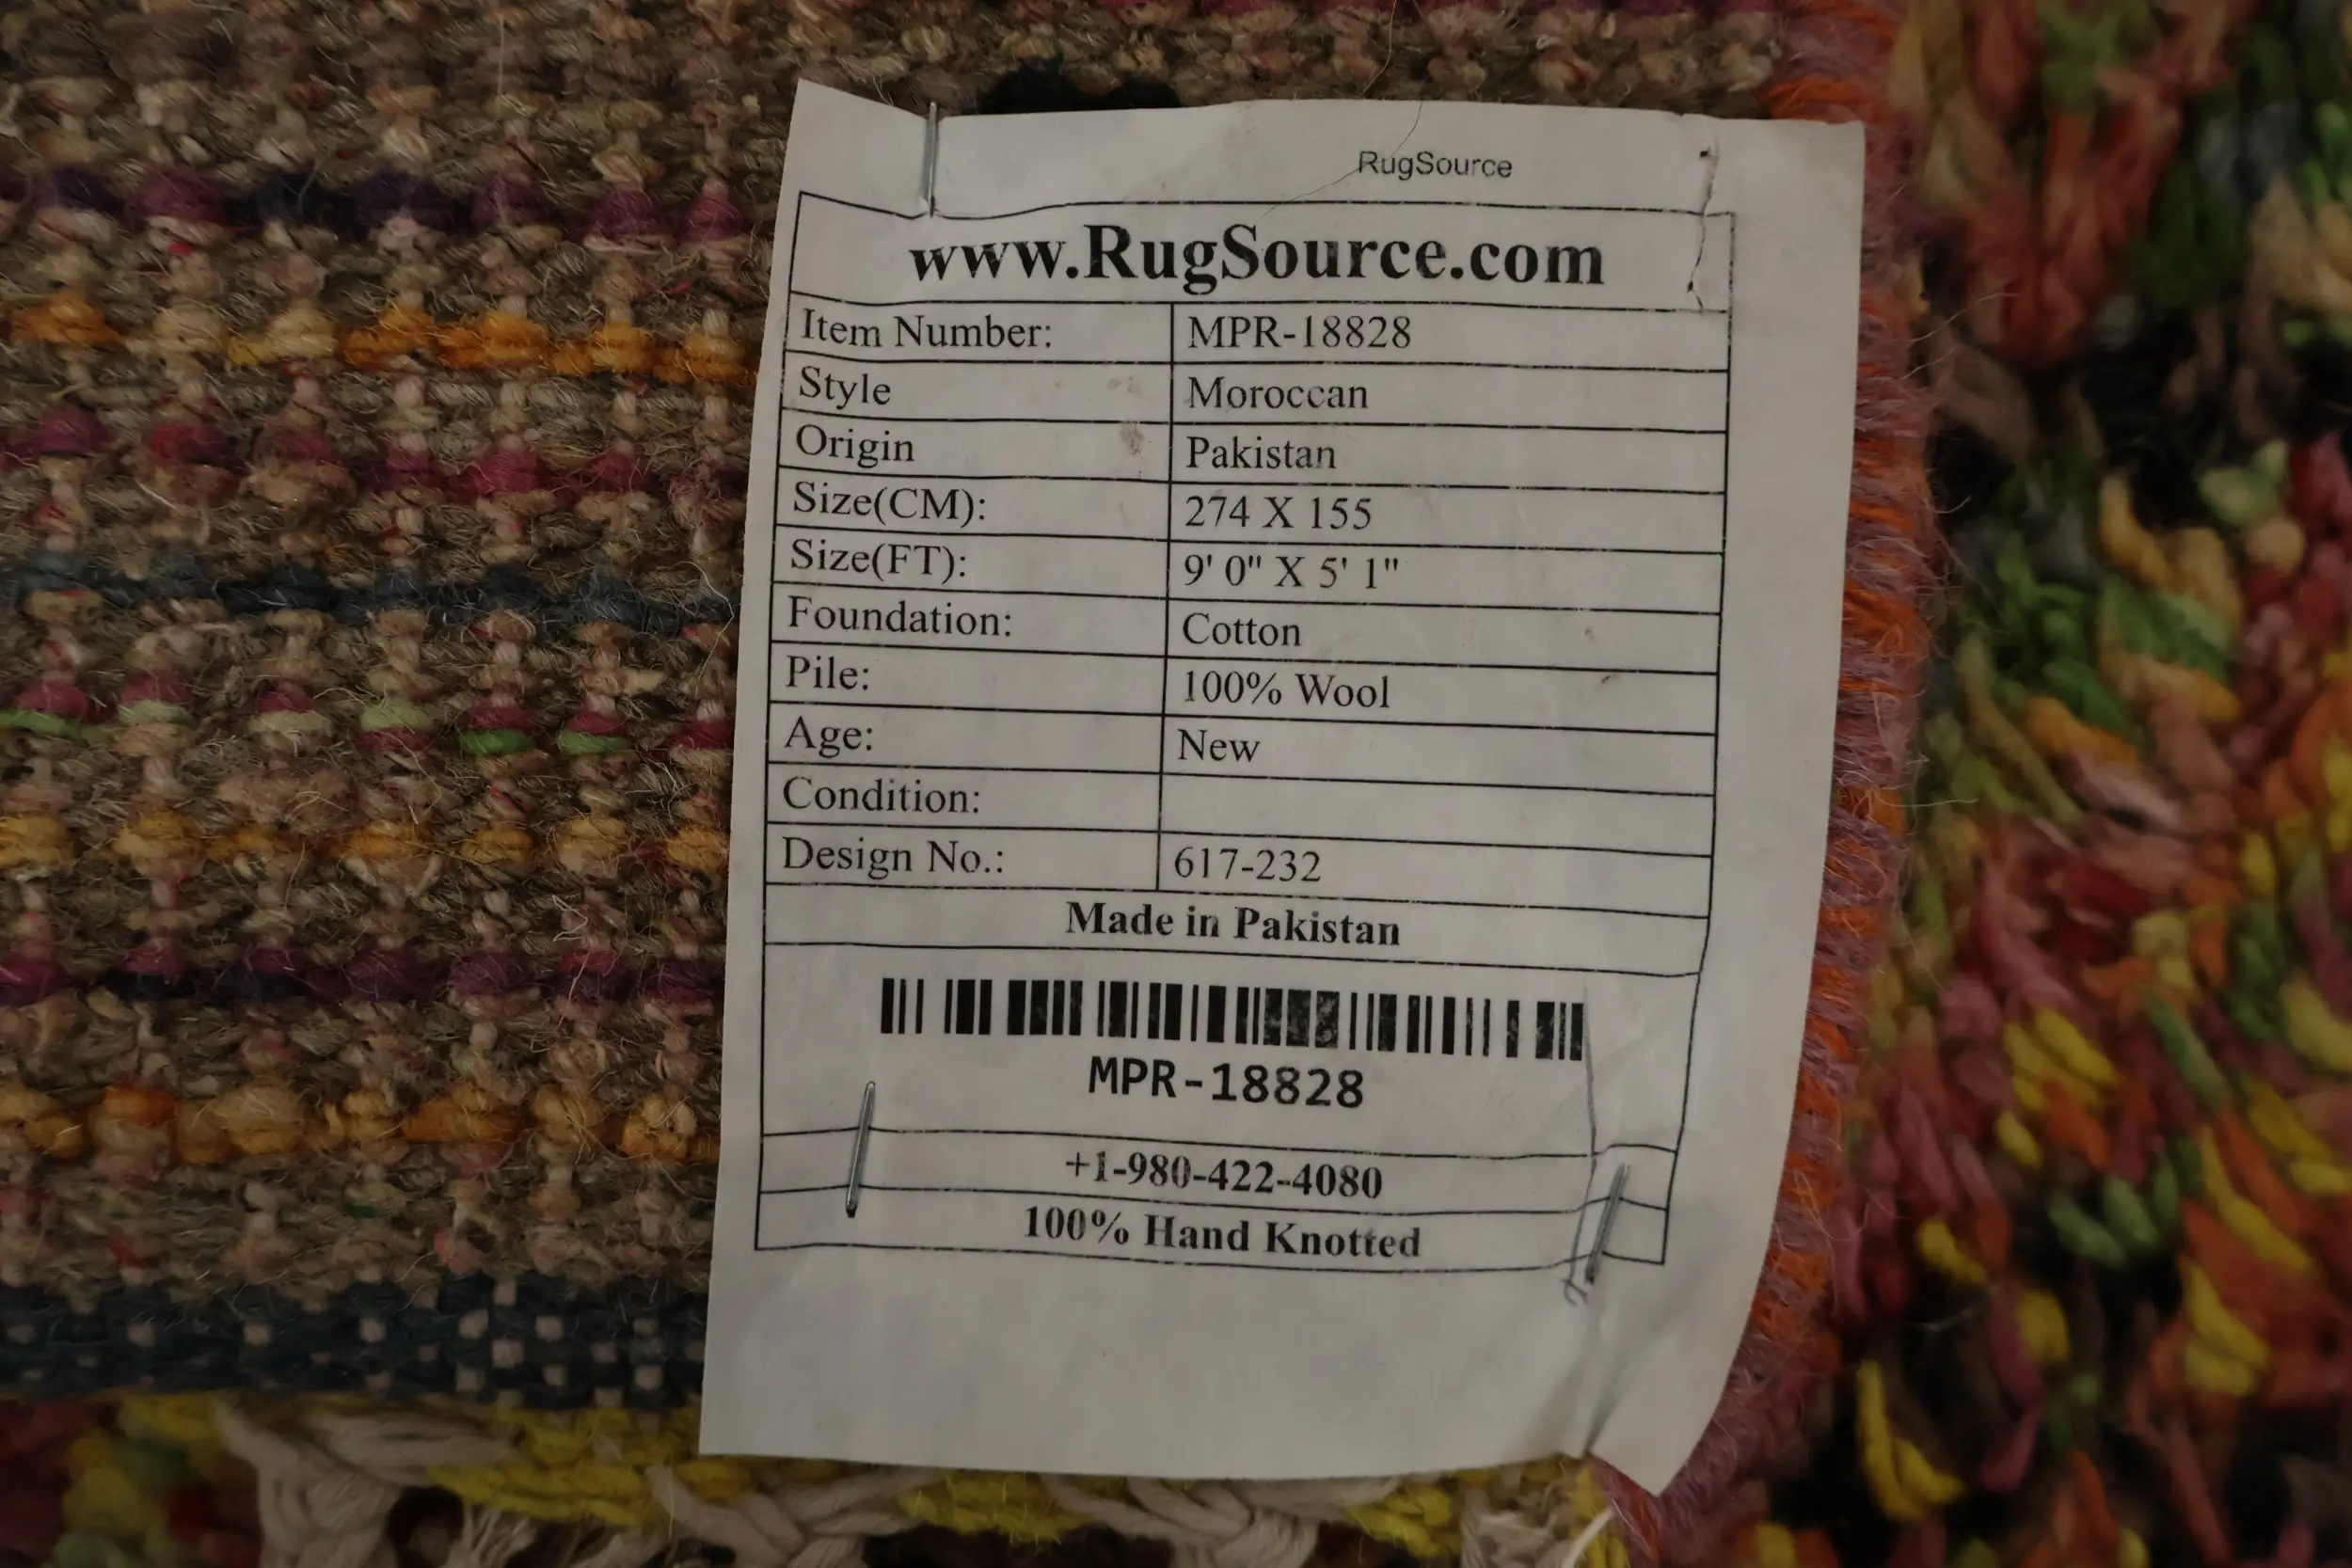 RugSource
www.RugSource.com
Item Number: MPR-18828
Style Moroccan
Origin Pakistan
Size(CM): 274 X 155
Size(FT): 9' 0" X 5' 1"
Foundation: Cotton
Pile: 100% Wool
Age: New
Condition:
Design No.: 617-232
Made in Pakistan
MPR-18828
+1-980-422-4080
100% Hand Knotted